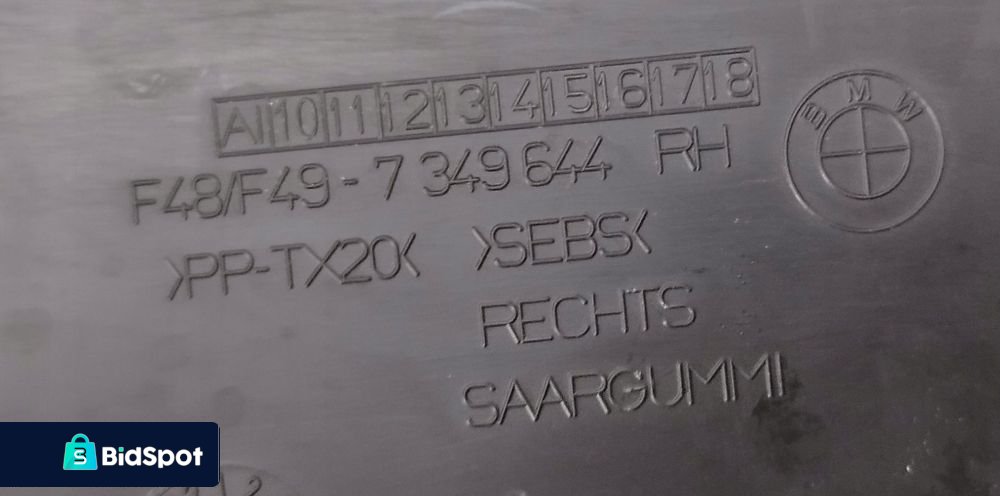 AI 10 11 12 13 14 15 16 17 18
BMW
F48/F49 - 7 349 644 RH
>PP-TX20< >SEBS<
RECHTS
SAARGUMMI
BidSpot